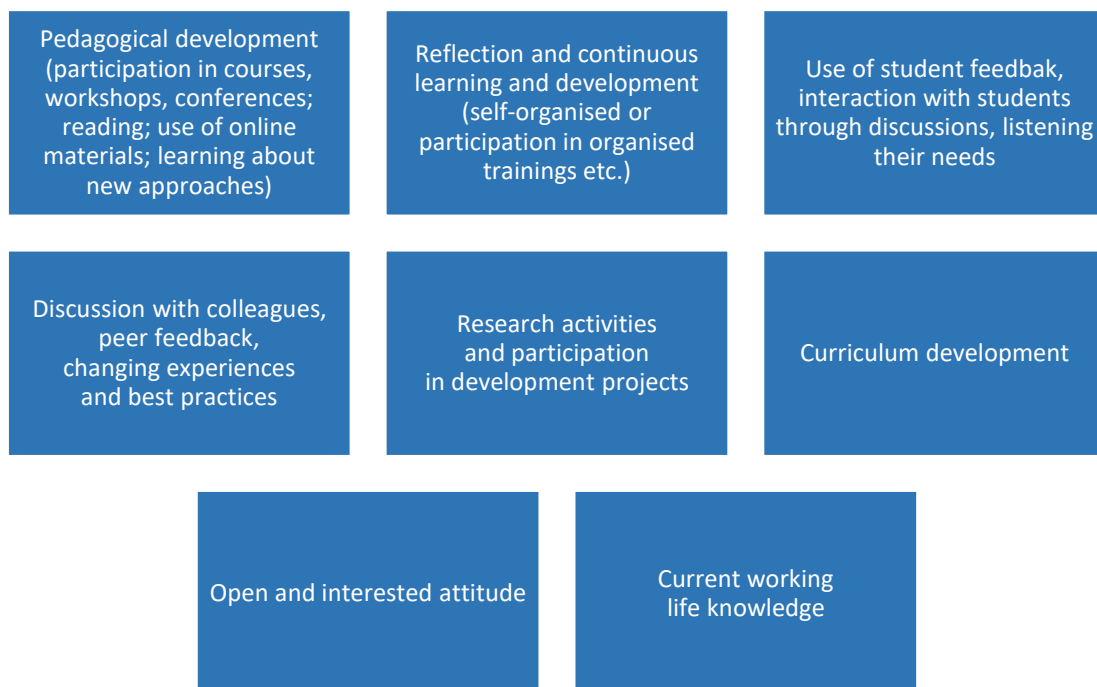 Pedagogical development
(participation in courses,
workshops, conferences;
reading; use of online
materials; learning about
new approaches)
Reflection and continuous
learning and development
(self-organised or
participation in organised
trainings etc.)
Use of student feedbak,
interaction with students
through discussions, listening
their needs
Discussion with colleagues,
peer feedback,
changing experiences
and best practices
Research activities
and participation
in development projects
Curriculum development
Open and interested attitude
Current working
life knowledge